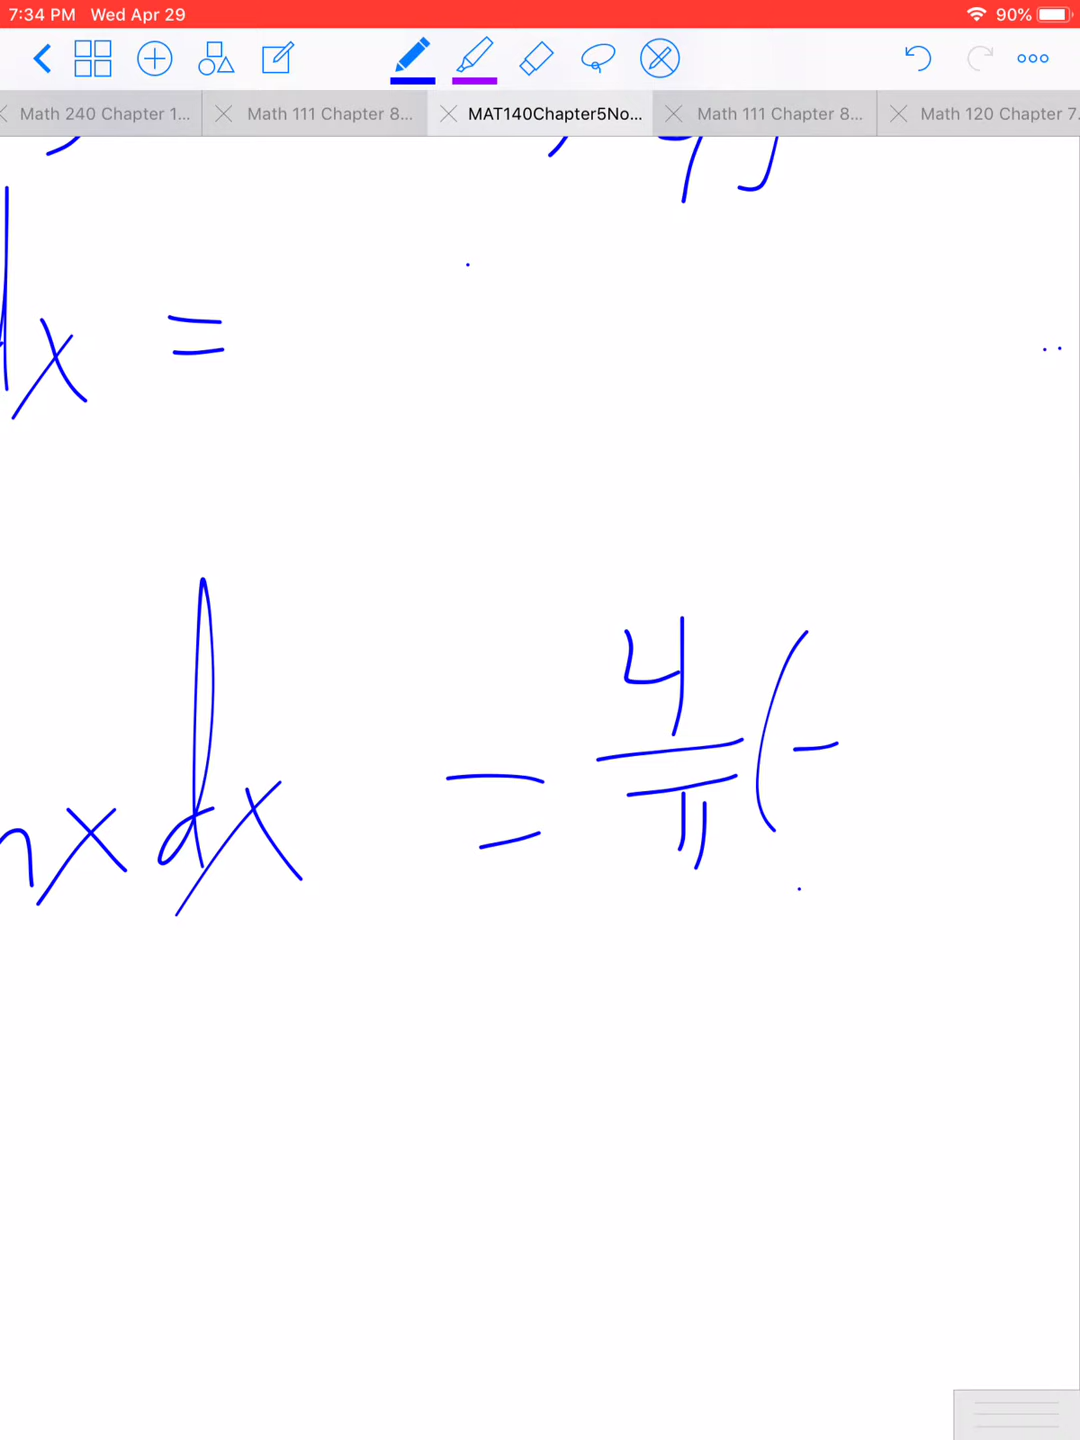 7:34 PM Wed Apr 29 90%
Math 240 Chapter 1... Math 111 Chapter 8... MAT140Chapter5No... Math 111 Chapter 8... Math 120 Chapter 7.
dx =
nx dx = 4/π (-